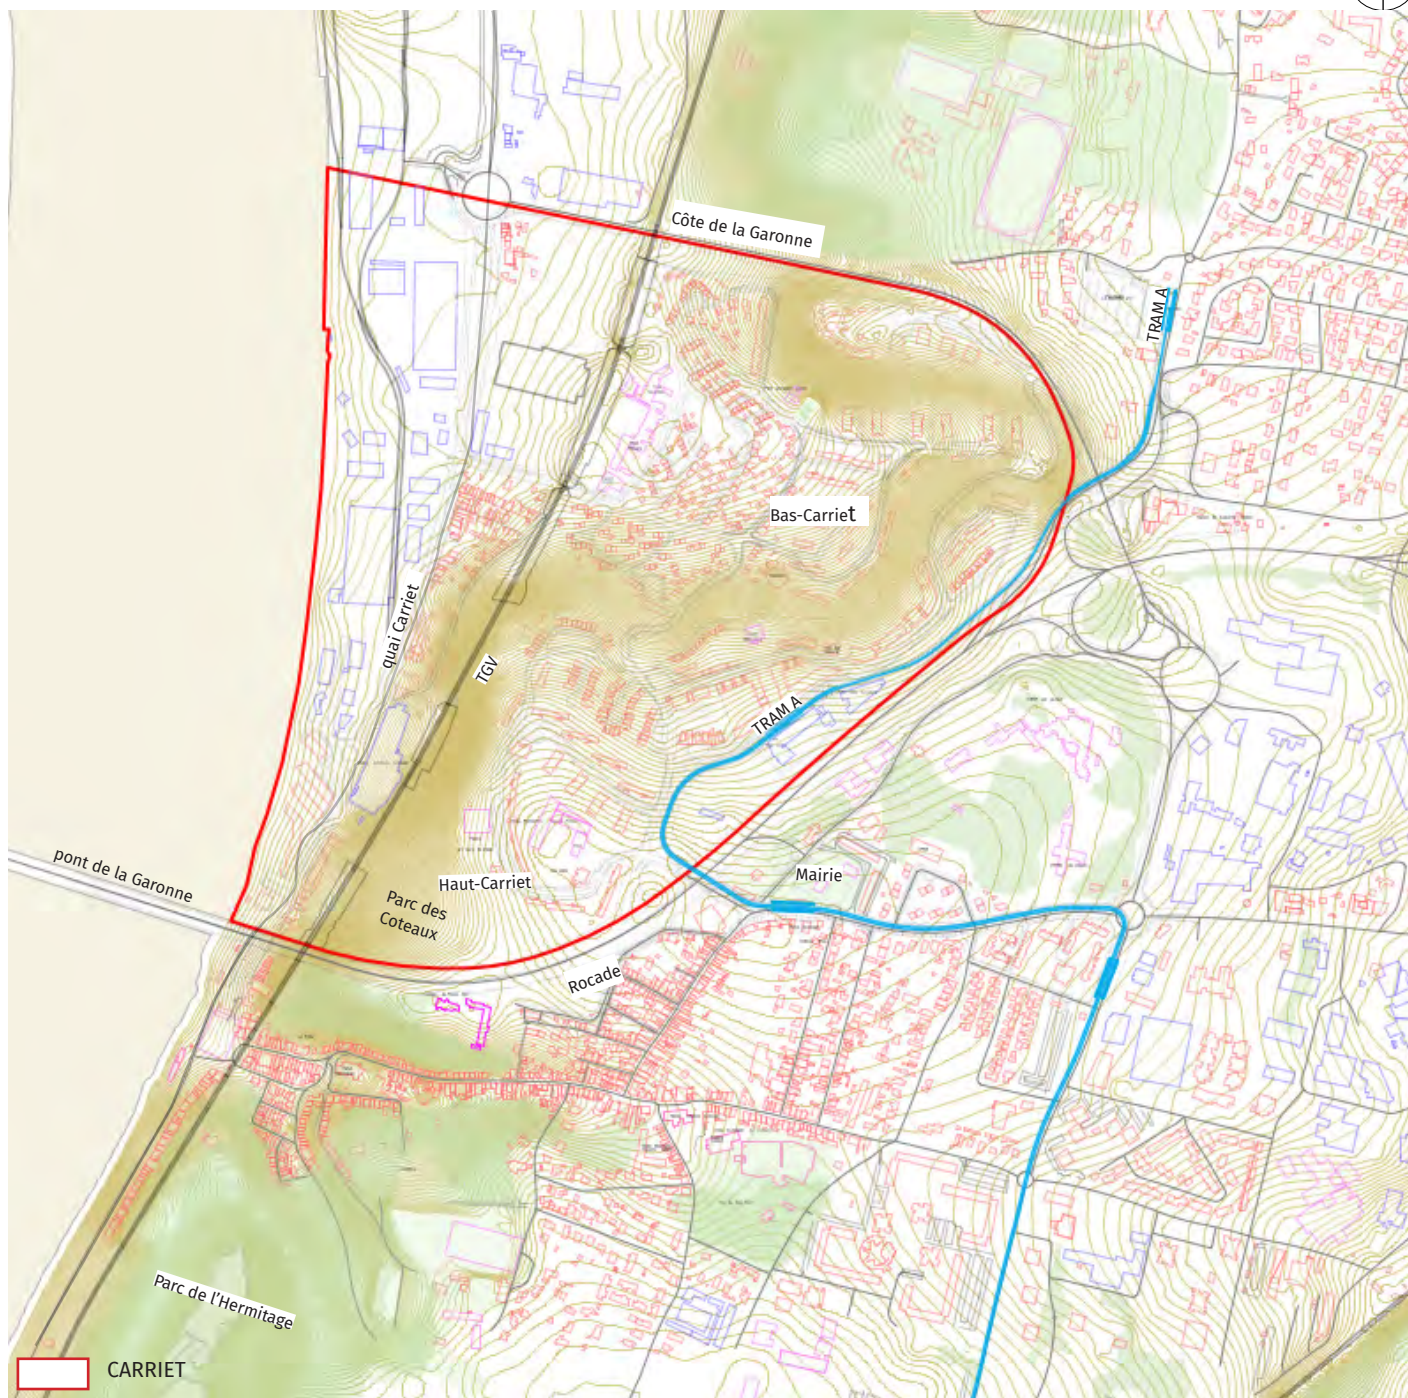 Côte de la Garonne
TRAM A
Bas-Carriet
quai Carriet
TGV
TRAM A
pont de la Garonne
Haut-Carriet
Mairie
Parc des
Coteaux
Rocade
Parc de l'Hermitage
CARRIET